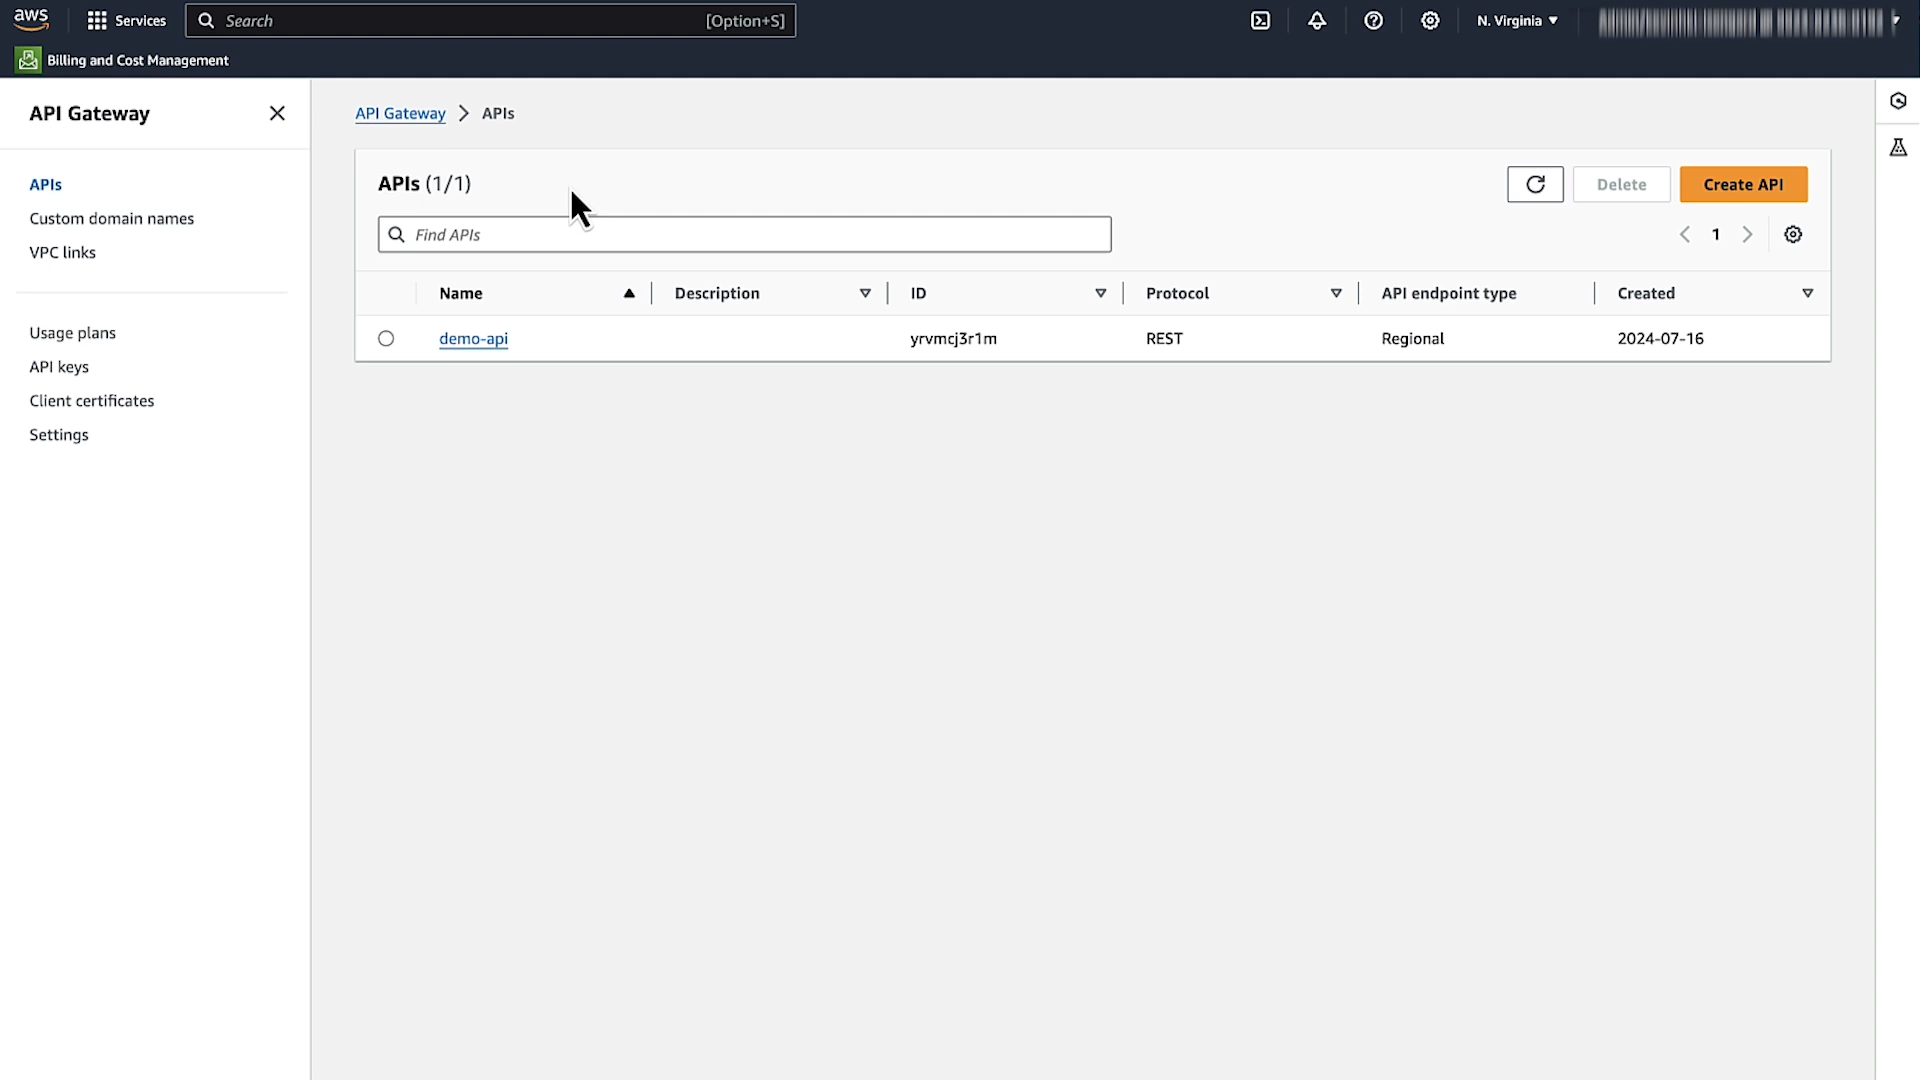 aws Services Search [Option+S] N. Virginia
Billing and Cost Management
API Gateway
APIs
Custom domain names
VPC links
Usage plans
API keys
Client certificates
Settings
API Gateway > APIs
APIs (1/1) Delete Create API
Find APIs 1
Name Description ID Protocol API endpoint type Created
demo-api yrvmcj3r1m REST Regional 2024-07-16